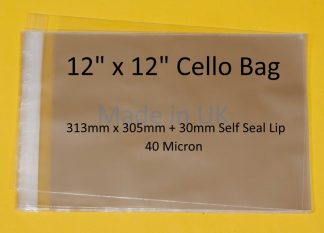 12" x 12" Cello Bag
Made in UK
313mm x 305mm + 30mm Self Seal Lip
40 Micron